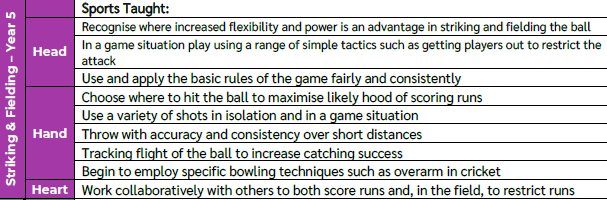 Striking & Fielding – Year 5
Sports Taught:
Head
Recognise where increased flexibility and power is an advantage in striking and fielding the ball
In a game situation play using a range of simple tactics such as getting players out to restrict the
attack
Use and apply the basic rules of the game fairly and consistently
Hand
Choose where to hit the ball to maximise likely hood of scoring runs
Use a variety of shots in isolation and in a game situation
Throw with accuracy and consistency over short distances
Tracking flight of the ball to increase catching success
Begin to employ specific bowling techniques such as overarm in cricket
Heart
Work collaboratively with others to both score runs and, in the field, to restrict runs